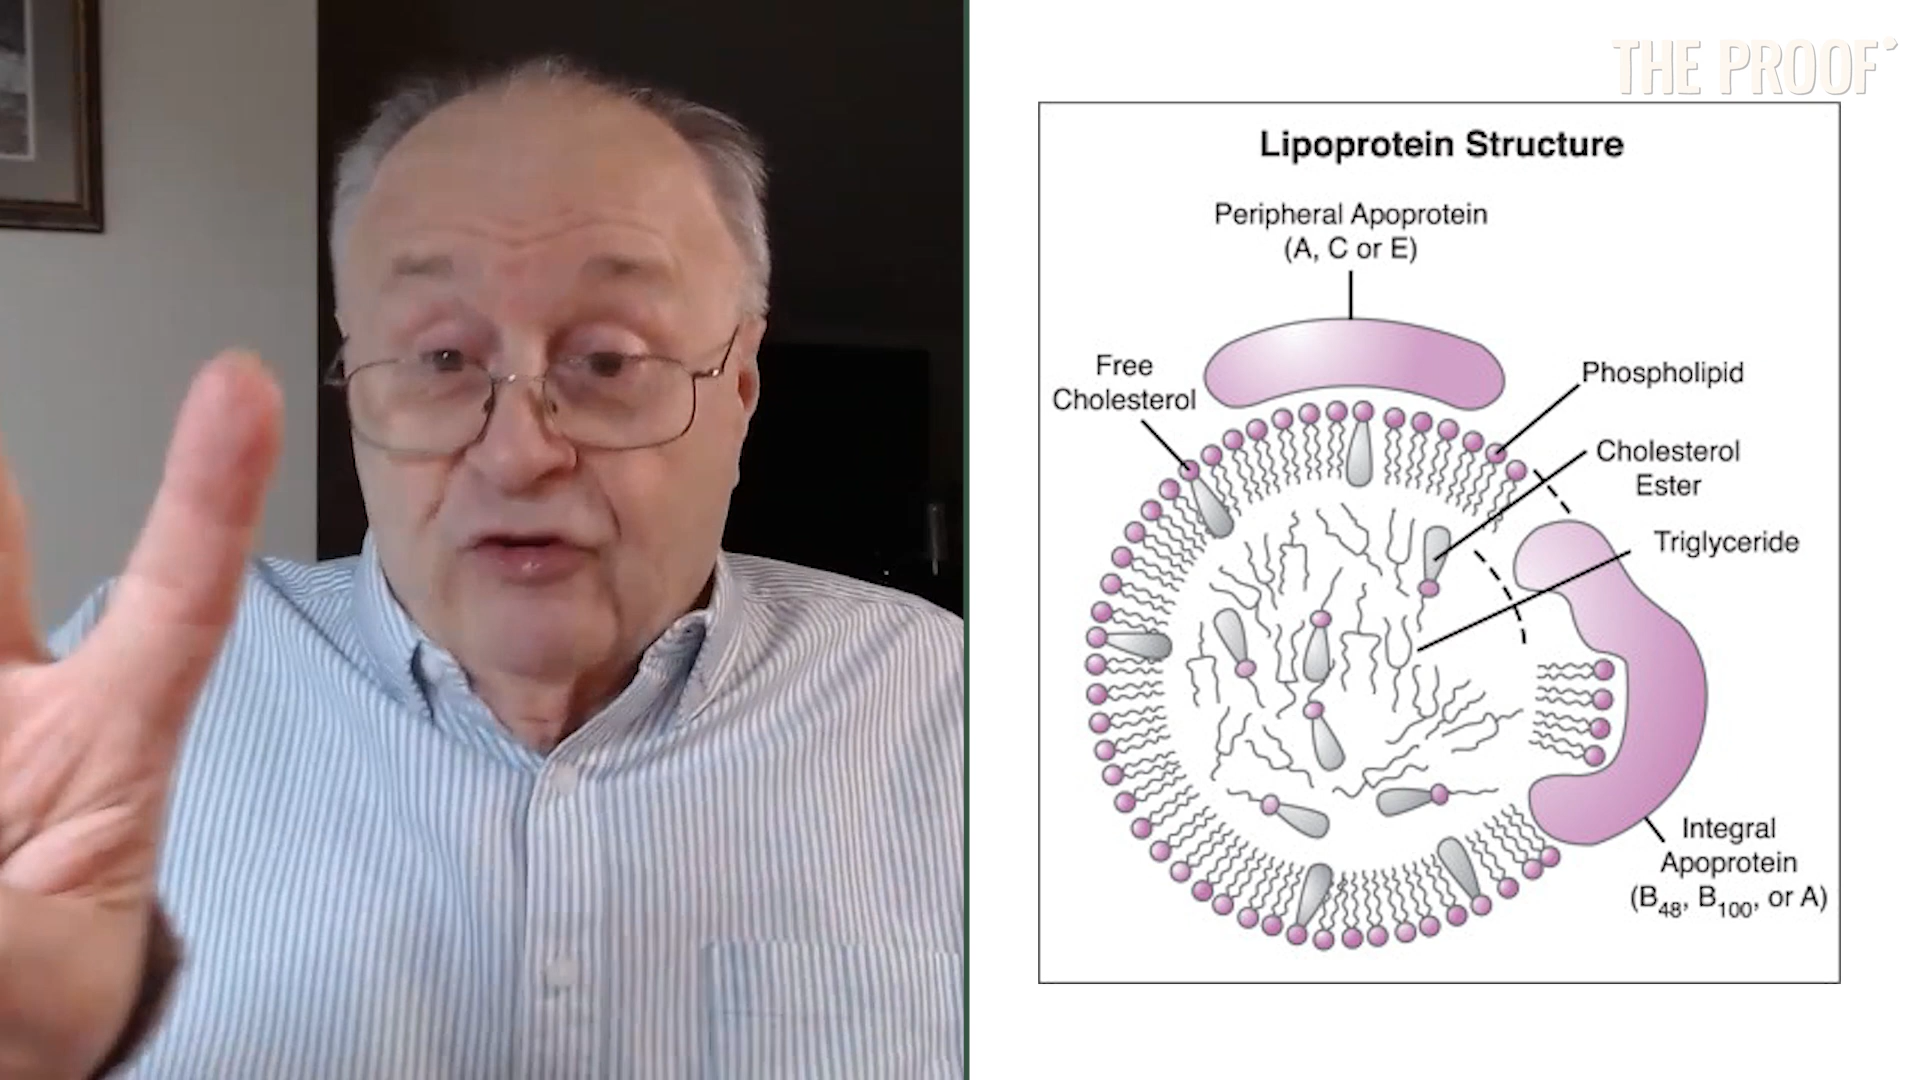 THE PROOF
Lipoprotein Structure
Peripheral Apoprotein
(A, C or E)
Free
Cholesterol
Phospholipid
Cholesterol
Ester
Triglyceride
Integral
Apoprotein
(B48, B100, or A)